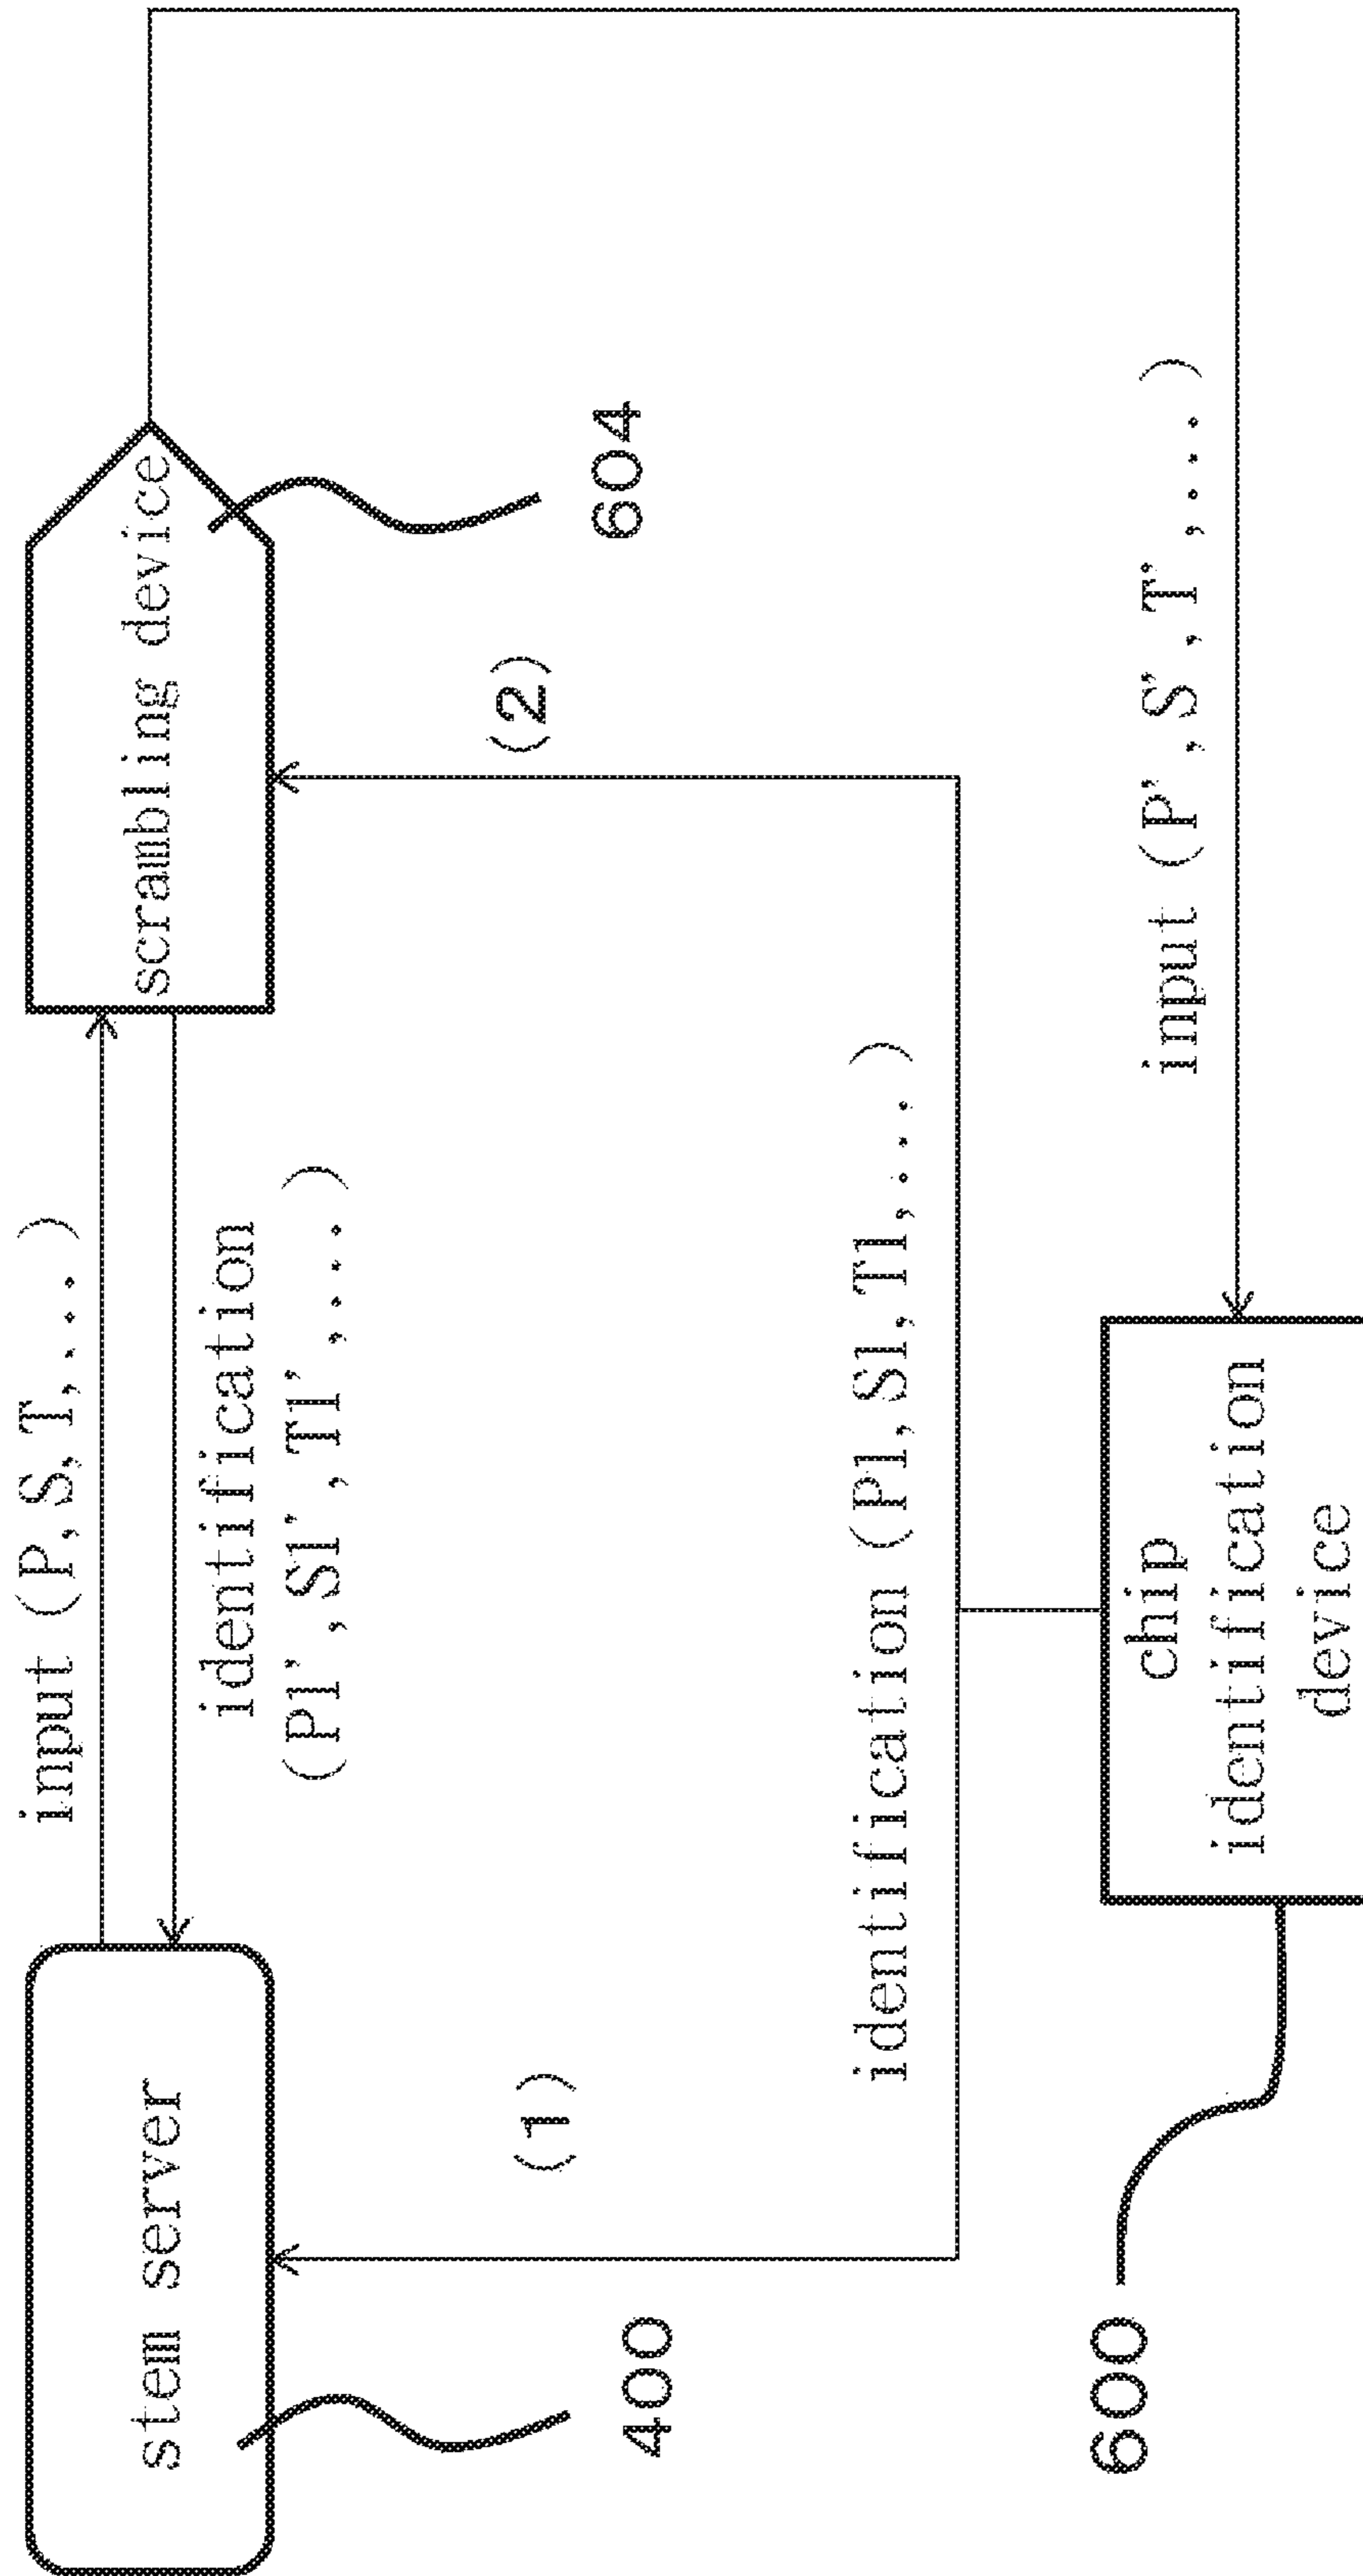 input (P,S,T,... )
stem server
scrambling device
identification
(P1',S1',T1',... )
400
(1)
(2)
604
identification (P1,S1,T1,... )
600
chip
identification
device
input (P',S',T',... )